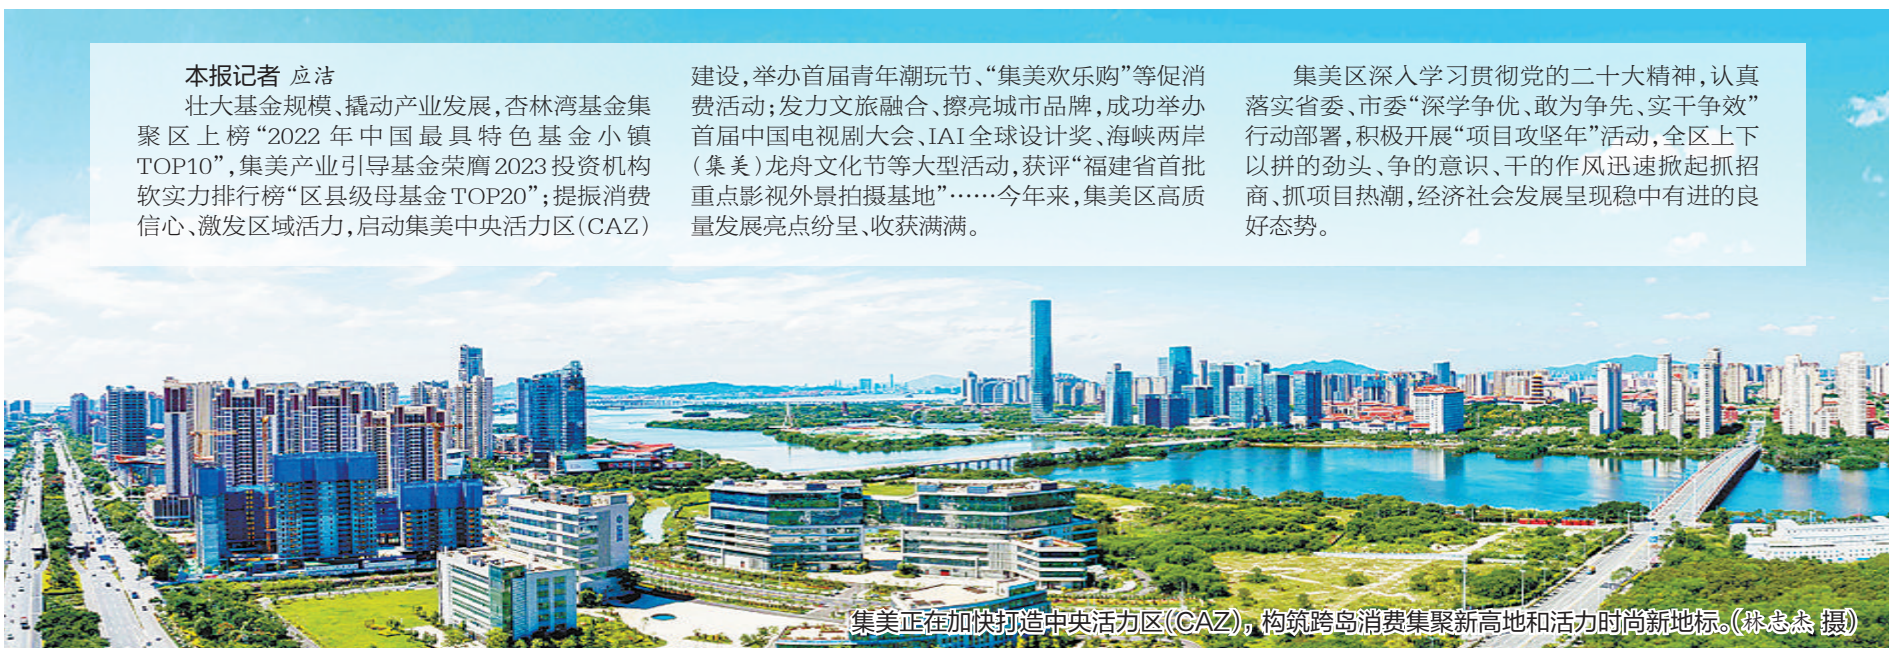 本报记者 应洁
壮大基金规模、撬动产业发展，杏林湾基金集
聚区上榜“2022 年中国最具特色基金小镇
TOP10”，集美产业引导基金荣膺2023投资机构
软实力排行榜“区县级母基金TOP20”；提振消费
信心、激发区域活力，启动集美中央活力区（CAZ）
建设，举办首届青年潮玩节、“集美欢乐购”等促消
费活动；发力文旅融合、擦亮城市品牌，成功举办
首届中国电视剧大会、IAI全球设计奖、海峡两岸
（集美）龙舟文化节等大型活动，获评“福建省首批
重点影视外景拍摄基地”……今年来，集美区高质
量发展亮点纷呈、收获满满。
集美区深入学习贯彻党的二十大精神，认真
落实省委、市委“深学争优、敢为争先、实干争效”
行动部署，积极开展“项目攻坚年”活动，全区上下
以拼的劲头、争的意识、干的作风迅速掀起抓招
商、抓项目热潮，经济社会发展呈现稳中有进的良
好态势。
集美正在加快打造中央活力区（CAZ），构筑跨岛消费集聚新高地和活力时尚新地标。（林志杰 摄）